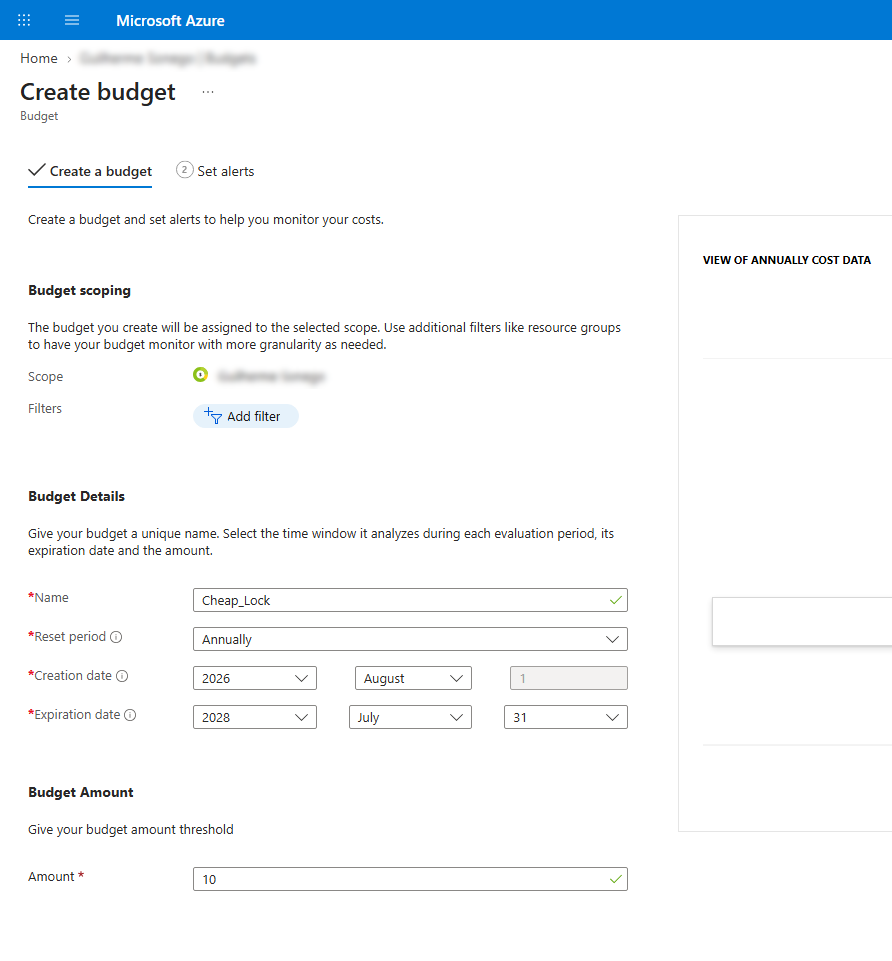 Microsoft Azure
Home ›
Create budget ...
Budget
Create a budget
2 Set alerts
Create a budget and set alerts to help you monitor your costs.
VIEW OF ANNUALLY COST DATA
Budget scoping
The budget you create will be assigned to the selected scope. Use additional filters like resource groups
to have your budget monitor with more granularity as needed.
Scope
Filters
Add filter
Budget Details
Give your budget a unique name. Select the time window it analyzes during each evaluation period, its
expiration date and the amount.
*Name
Cheap_Lock
*Reset period
Annually
*Creation date
2026
August
1
*Expiration date
2028
July
31
Budget Amount
Give your budget amount threshold
Amount *
10